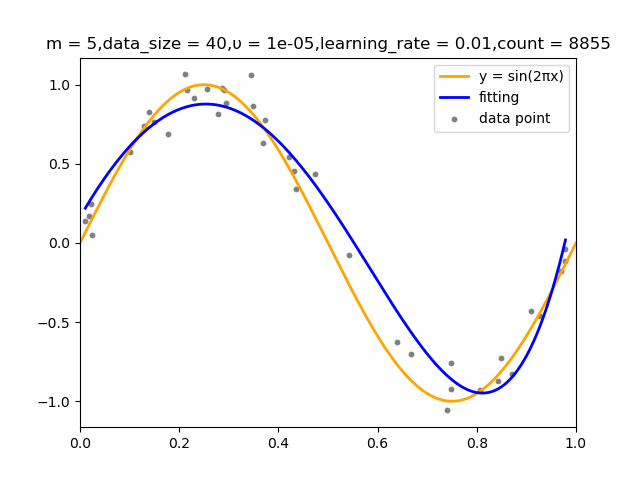 m = 5,data_size = 40,υ = 1e-05,learning_rate = 0.01,count = 8855
y = sin(2πx)
fitting
data point
1.0
0.5
0.0
−0.5
−1.0
0.0 0.2 0.4 0.6 0.8 1.0